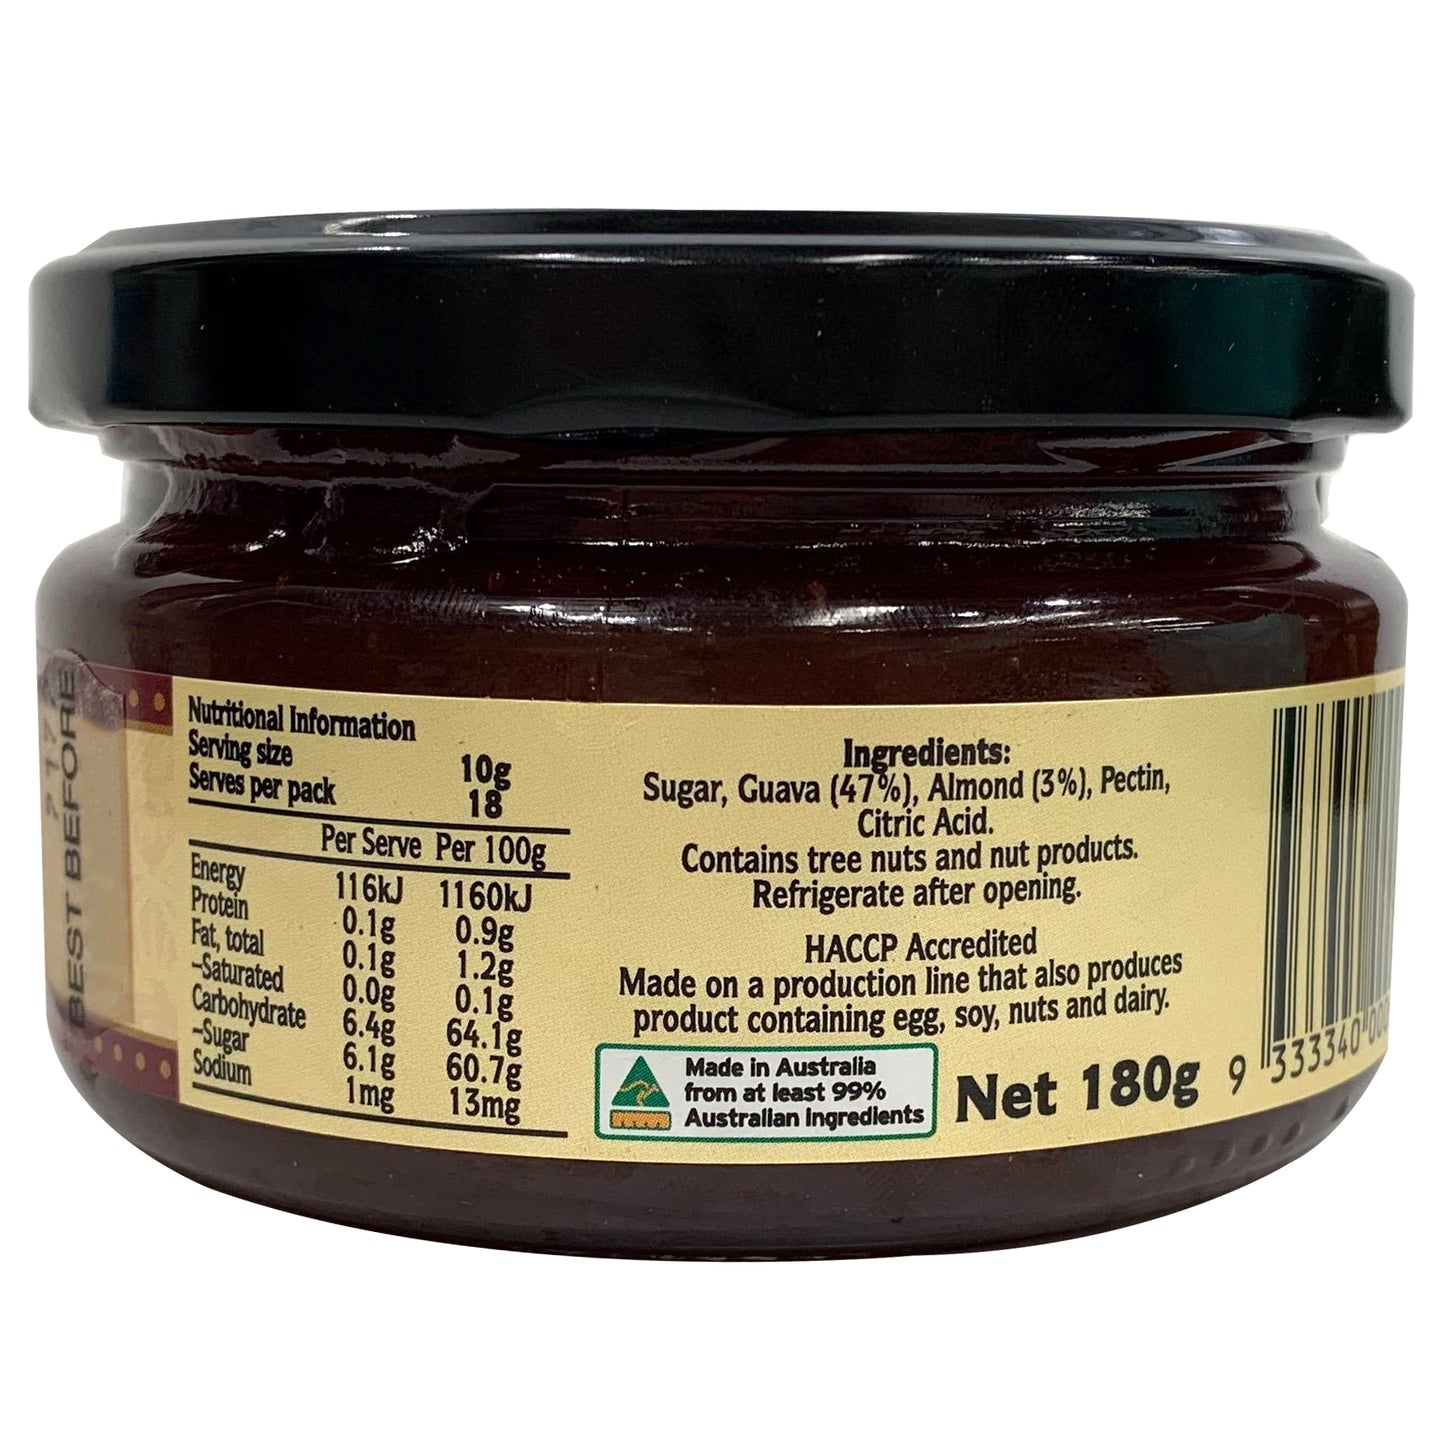 BEST BEFORE
Nutritional Information
Serving size 10g
Serves per pack 18
Per Serve Per 100g
Energy 116kJ 1160kJ
Protein 0.1g 0.9g
Fat, total 0.1g 1.2g
–Saturated 0.0g 0.1g
Carbohydrate 6.4g 64.1g
–Sugar 6.1g 60.7g
Sodium 1mg 13mg
Ingredients:
Sugar, Guava (47%), Almond (3%), Pectin,
Citric Acid.
Contains tree nuts and nut products.
Refrigerate after opening.
HACCP Accredited
Made on a production line that also produces
product containing egg, soy, nuts and dairy.
Made in Australia
from at least 99%
Australian ingredients
Net 180g
9 333340